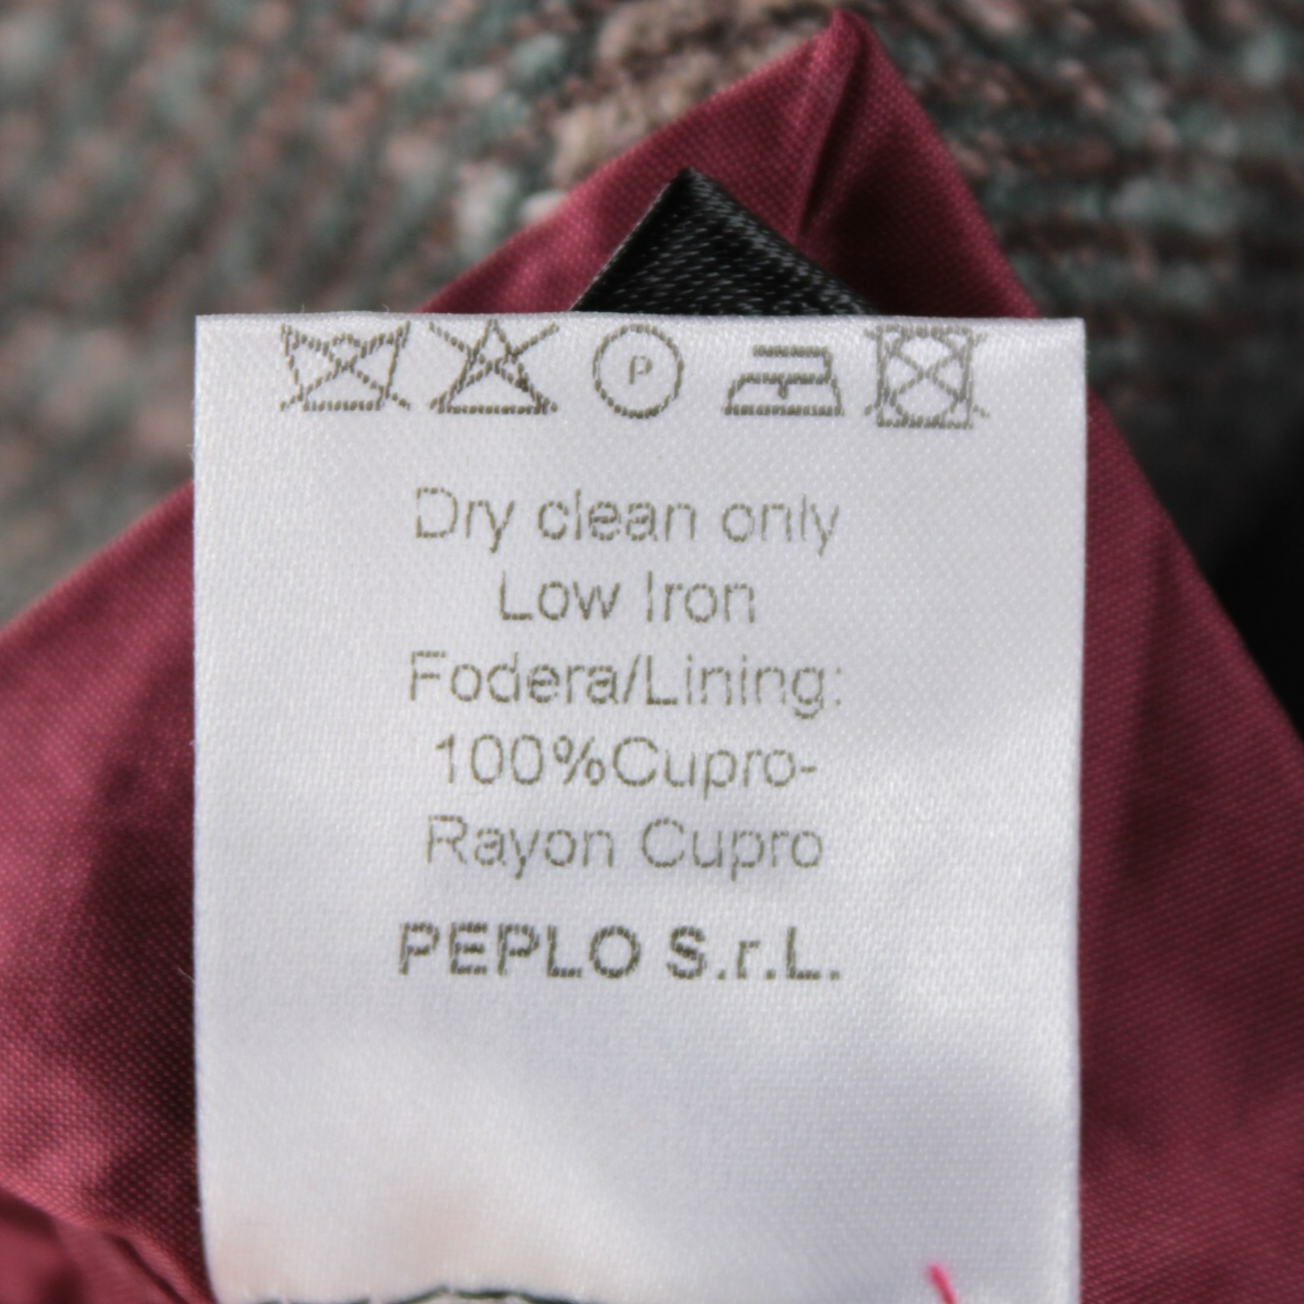 P
Dry clean only
Low Iron
Fodera/Lining:
100%Cupro-
Rayon Cupro
PEPLO S.r.L.